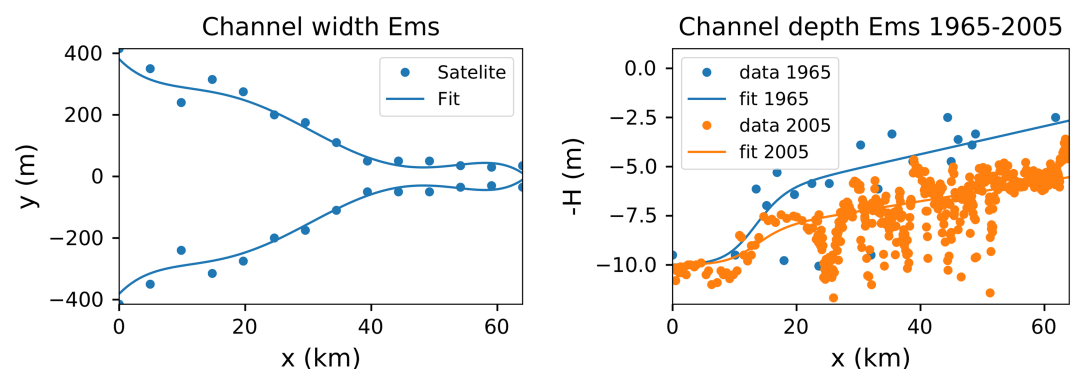 Channel width Ems
400
200
0
−200
−400
y (m)
0
20
40
60
x (km)
Satelite
Fit
Channel depth Ems 1965-2005
0.0
−2.5
−5.0
−7.5
−10.0
-H (m)
0
20
40
60
x (km)
data 1965
fit 1965
data 2005
fit 2005